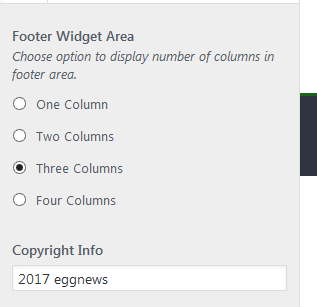 Footer Widget Area
Choose option to display number of columns in
footer area.
One Column
Two Columns
Three Columns
Four Columns
Copyright Info
2017 eggnews